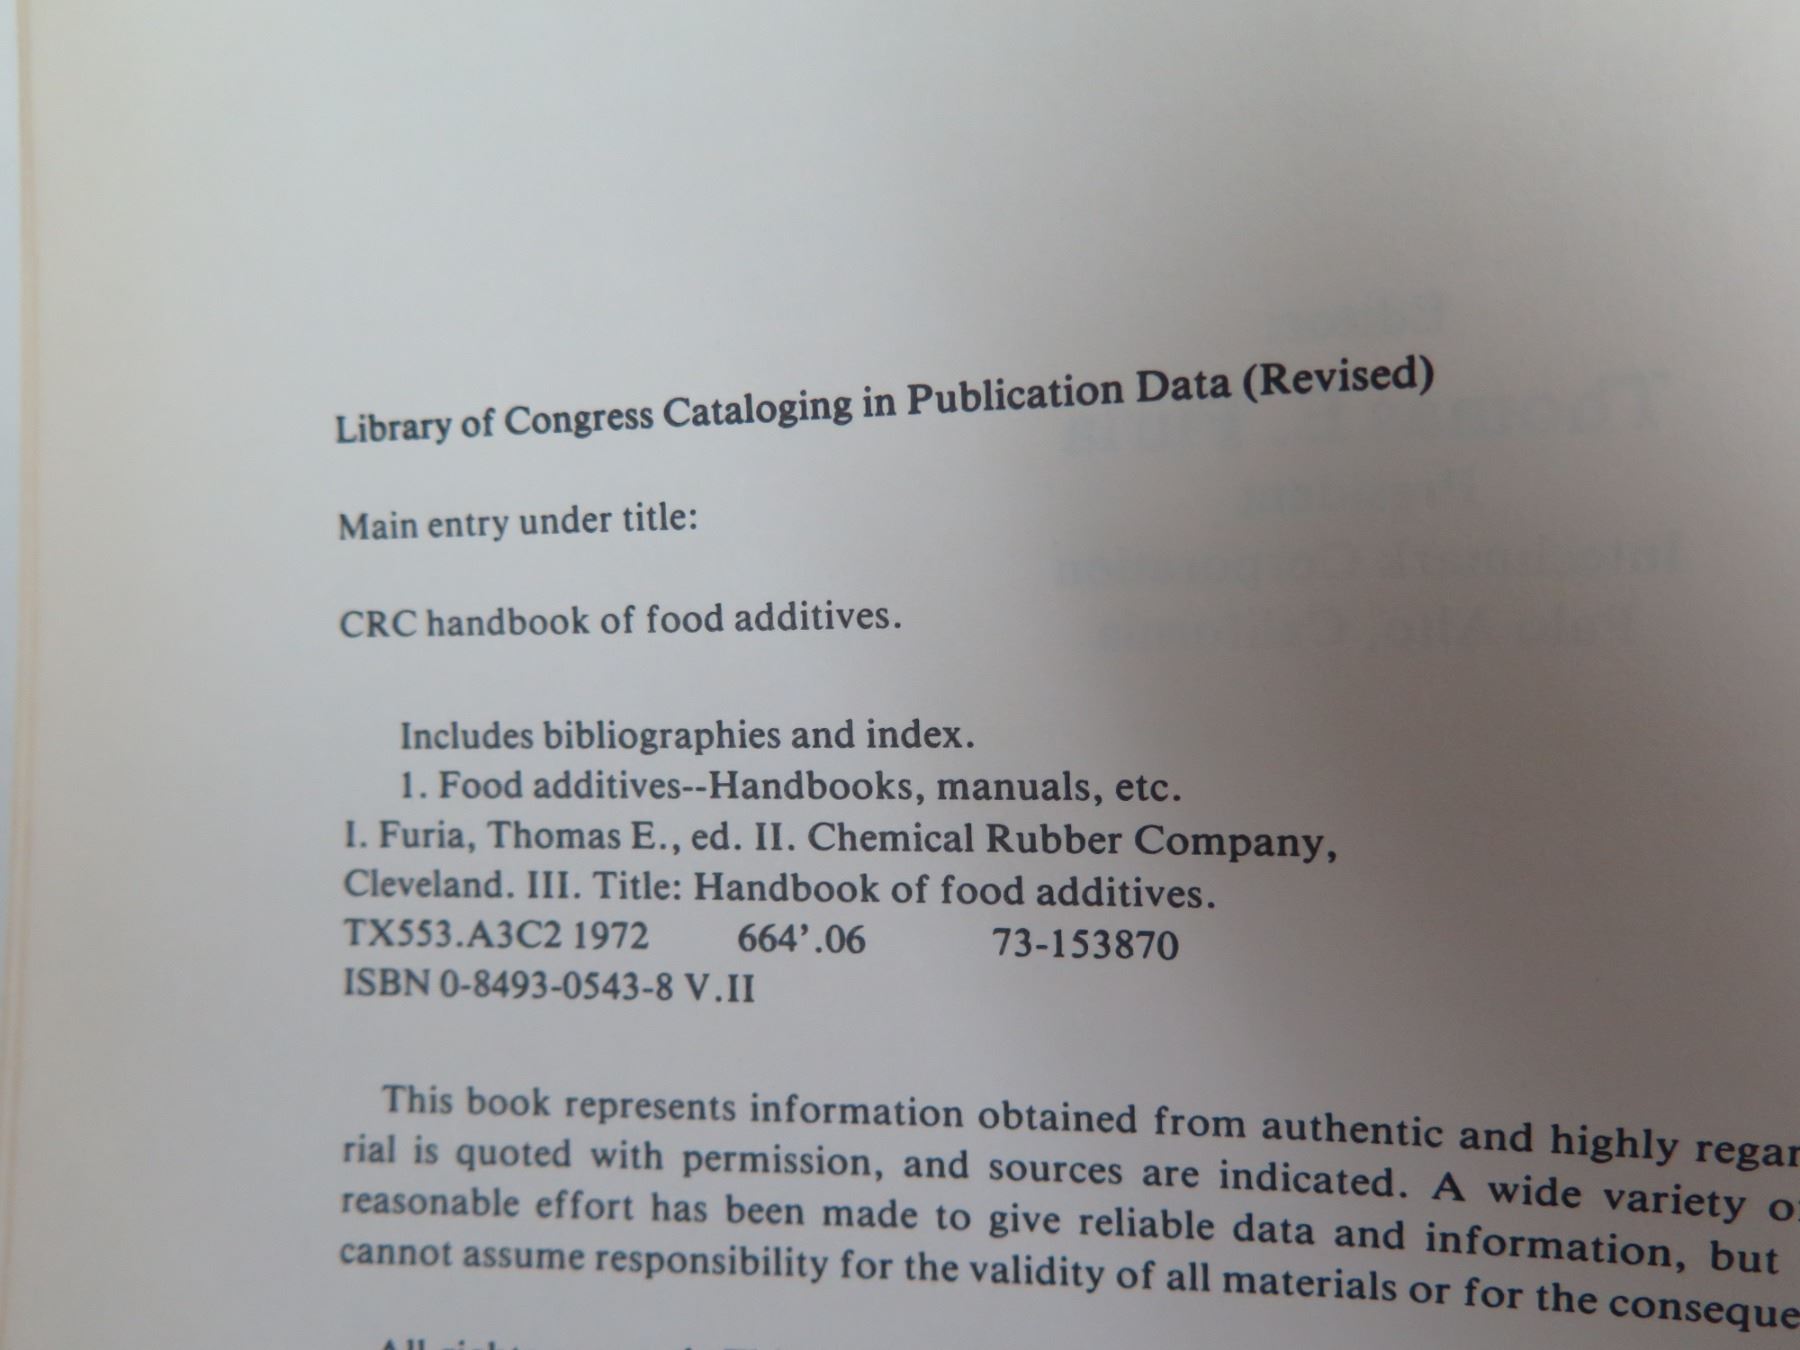 Library of Congress Cataloging in Publication Data (Revised)
Main entry under title:
CRC handbook of food additives.
Includes bibliographies and index.
1. Food additives--Handbooks, manuals, etc.
I. Furia, Thomas E., ed. II. Chemical Rubber Company,
Cleveland. III. Title: Handbook of food additives.
TX553.A3C2 1972 664’.06 73-153870
ISBN 0-8493-0543-8 V.II
This book represents information obtained from authentic and highly regar
rial is quoted with permission, and sources are indicated. A wide variety o
reasonable effort has been made to give reliable data and information, but
cannot assume responsibility for the validity of all materials or for the conseque